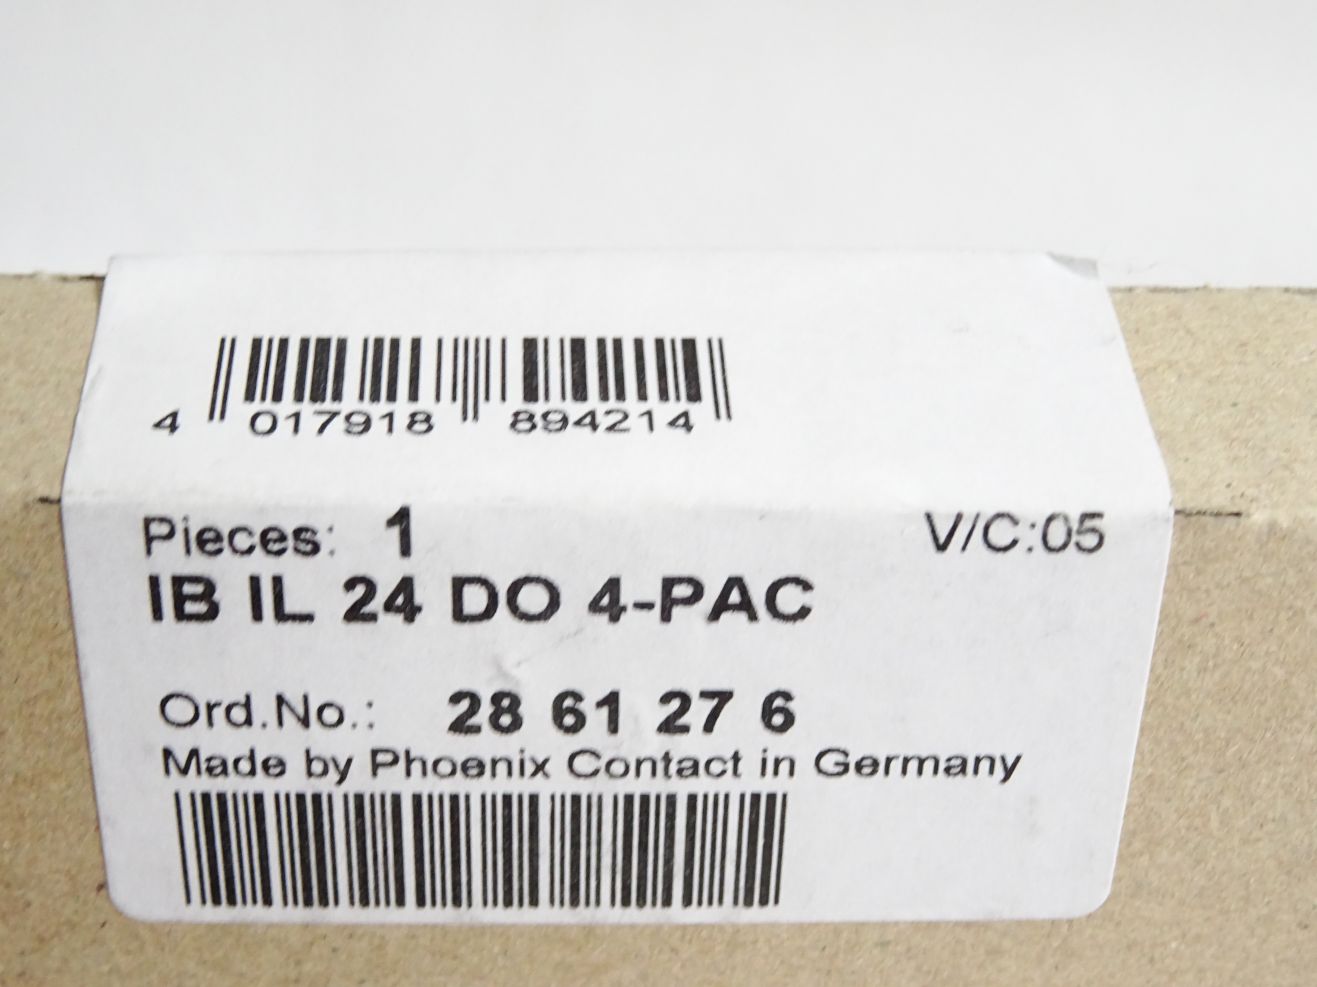 4 017918 894214
Pieces: 1 V/C:05
IB IL 24 DO 4-PAC
Ord.No.: 28 61 27 6
Made by Phoenix Contact in Germany